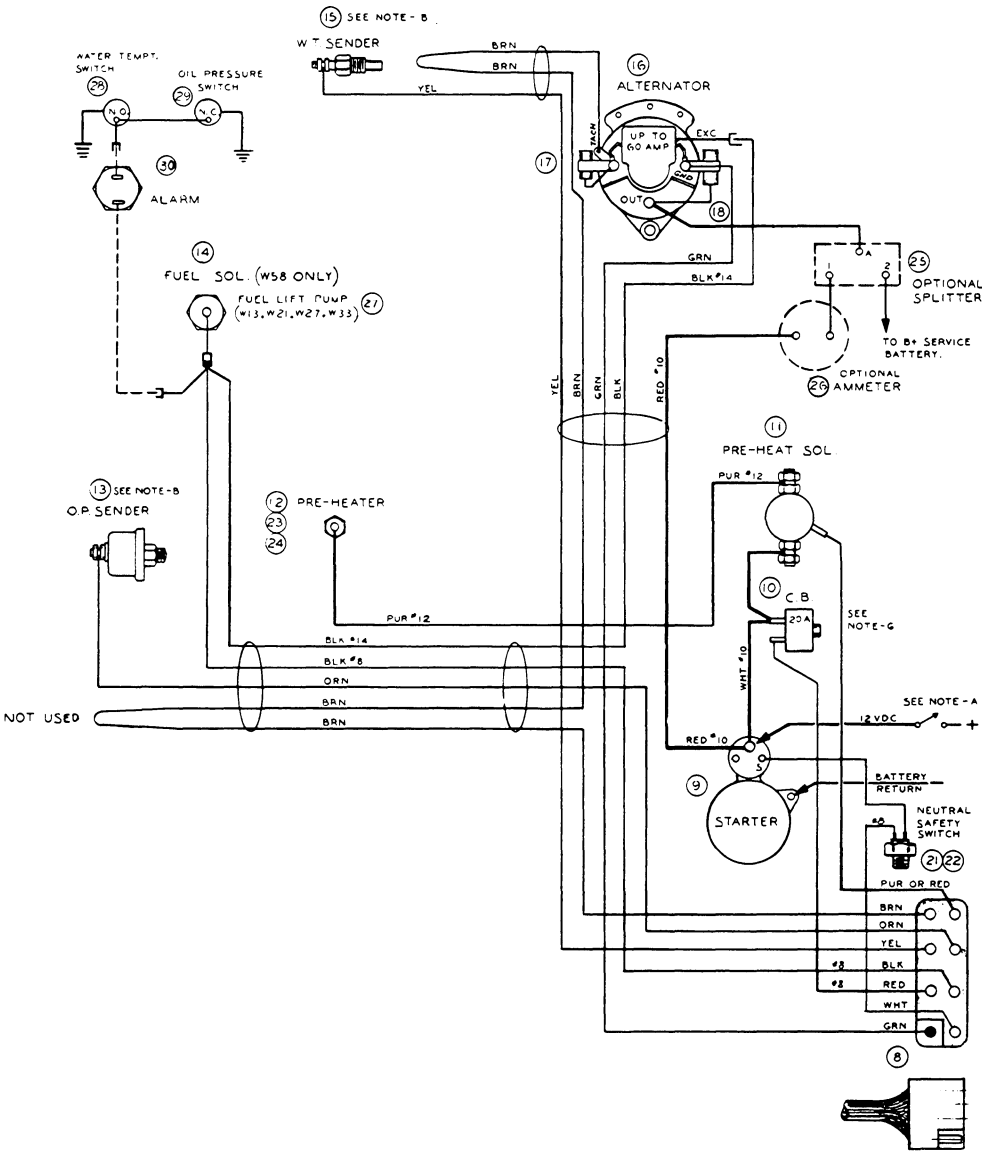 15 SEE NOTE - B
W.T. SENDER
BRN
BRN
YEL
WATER TEMPT.
SWITCH
28
OIL PRESSURE
SWITCH
29
N.O.
N.C.
30
ALARM
16
ALTERNATOR
TACH
UP TO
60 AMP
EXC
17
GND
OUT
18
GRN
BLK #14
14
FUEL SOL. (W58 ONLY)
FUEL LIFT PUMP
(W13, W21, W27, W33)
27
A
1
2
25
OPTIONAL
SPLITTER
TO B+ SERVICE
BATTERY.
OPTIONAL
26 AMMETER
YEL
BRN
GRN
BLK
RED #10
11
PRE-HEAT SOL.
PUR #12
13 SEE NOTE-B
O.P. SENDER
12 PRE-HEATER
23
24
10
C.B.
20A
SEE
NOTE-G
PUR #12
BLK #14
BLK #8
ORN
BRN
BRN
NOT USED
WHT #10
RED #10
12 VDC
SEE NOTE - A
+
S
9
STARTER
BATTERY
RETURN
#8
NEUTRAL
SAFETY
SWITCH
21 22
PUR OR RED
BRN
ORN
YEL
#8 BLK
#8 RED
WHT
GRN
8